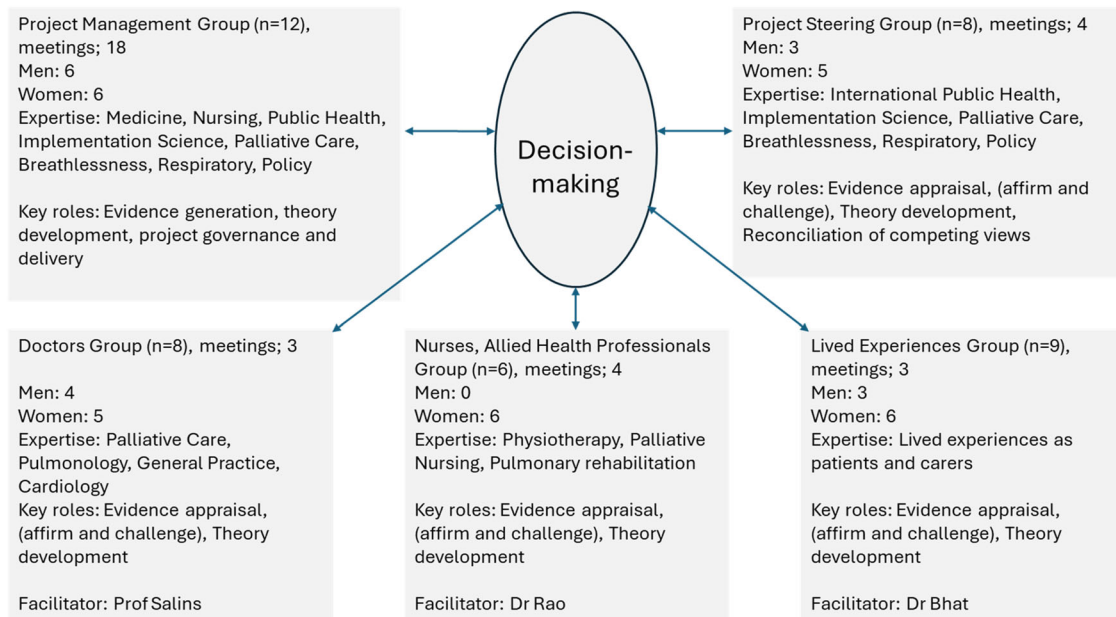 Project Management Group (n=12),
meetings; 18
Men: 6
Women: 6
Expertise: Medicine, Nursing, Public Health,
Implementation Science, Palliative Care,
Breathlessness, Respiratory, Policy
Key roles: Evidence generation, theory
development, project governance and
delivery
Decision-
making
Project Steering Group (n=8), meetings; 4
Men: 3
Women: 5
Expertise: International Public Health,
Implementation Science, Palliative Care,
Breathlessness, Respiratory, Policy
Key roles: Evidence appraisal, (affirm and
challenge), Theory development,
Reconciliation of competing views
Doctors Group (n=8), meetings; 3
Men: 4
Women: 5
Expertise: Palliative Care,
Pulmonology, General Practice,
Cardiology
Key roles: Evidence appraisal,
(affirm and challenge), Theory
development
Facilitator: Prof Salins
Nurses, Allied Health Professionals
Group (n=6), meetings; 4
Men: 0
Women: 6
Expertise: Physiotherapy, Palliative
Nursing, Pulmonary rehabilitation
Key roles: Evidence appraisal,
(affirm and challenge), Theory
development
Facilitator: Dr Rao
Lived Experiences Group (n=9),
meetings; 3
Men: 3
Women: 6
Expertise: Lived experiences as
patients and carers
Key roles: Evidence appraisal,
(affirm and challenge), Theory
development
Facilitator: Dr Bhat